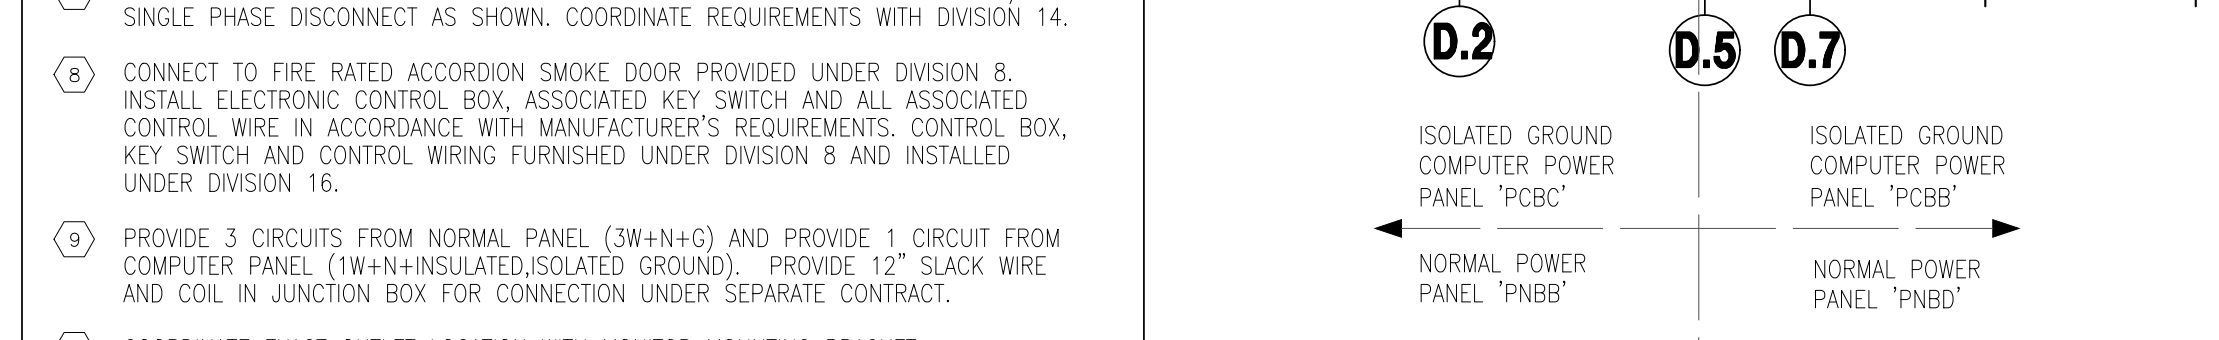 SINGLE PHASE DISCONNECT AS SHOWN. COORDINATE REQUIREMENTS WITH DIVISION 14.
8 CONNECT TO FIRE RATED ACCORDION SMOKE DOOR PROVIDED UNDER DIVISION 8.
INSTALL ELECTRONIC CONTROL BOX, ASSOCIATED KEY SWITCH AND ALL ASSOCIATED
CONTROL WIRE IN ACCORDANCE WITH MANUFACTURER'S REQUIREMENTS. CONTROL BOX,
KEY SWITCH AND CONTROL WIRING FURNISHED UNDER DIVISION 8 AND INSTALLED
UNDER DIVISION 16.
9 PROVIDE 3 CIRCUITS FROM NORMAL PANEL (3W+N+G) AND PROVIDE 1 CIRCUIT FROM
COMPUTER PANEL (1W+N+INSULATED,ISOLATED GROUND). PROVIDE 12" SLACK WIRE
AND COIL IN JUNCTION BOX FOR CONNECTION UNDER SEPARATE CONTRACT.
D.2 D.5 D.7
ISOLATED GROUND
COMPUTER POWER
PANEL 'PCBC'
ISOLATED GROUND
COMPUTER POWER
PANEL 'PCBB'
NORMAL POWER
PANEL 'PNBB'
NORMAL POWER
PANEL 'PNBD'